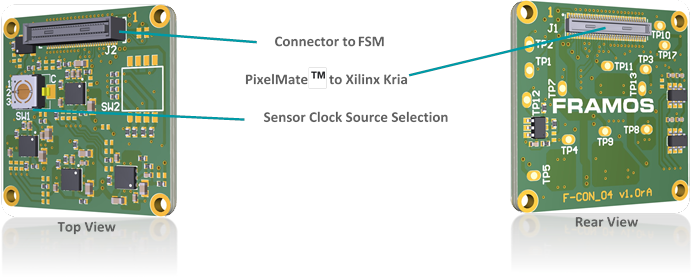 1
J2
Connector to FSM
PixelMate ™ to Xilinx Kria
Sensor Clock Source Selection
C
1
2
3
SW1
SW2
Top View
1
J1
TP2
TP10
TP17
TP1
TP11
TP3
TP13
TP7
TP12
FRAMOS
TP8
TP9
TP4
TP5
F-CON_04 v1.0rA
Rear View